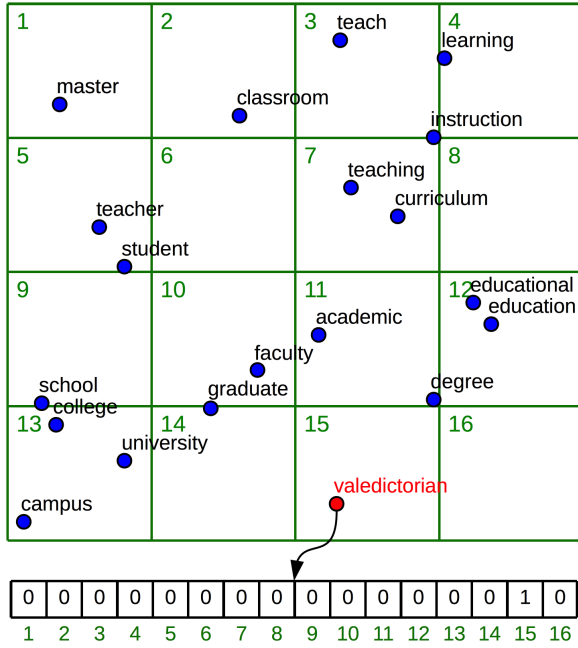 1 2 3 4
teach
learning
master
classroom
instruction
5 6 7 8
teaching
curriculum
teacher
student
9 10 11 12
educational
education
academic
faculty
school
graduate
degree
college
13 14 15 16
university
valedictorian
campus
0 0 0 0 0 0 0 0 0 0 0 0 0 0 1 0
1 2 3 4 5 6 7 8 9 10 11 12 13 14 15 16